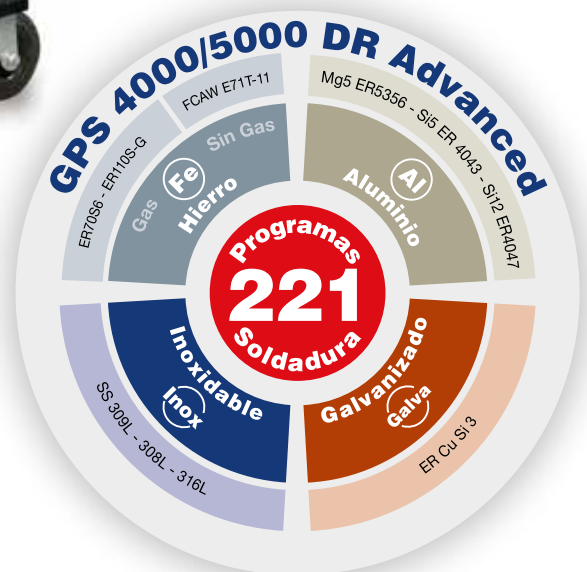 GPS 4000/5000 DR Advanced
ER70S6 - ER110S-G
FCAW E71T-11
Mg5 ER5356 - Si5 ER 4043 - Si12 ER4047
Gas
Sin Gas
Fe
Hierro
Al
Aluminio
Programas
221
Soldadura
Inoxidable
Inox
SS 309L - 308L - 316L
Galvanizado
Galva
ER Cu Si 3